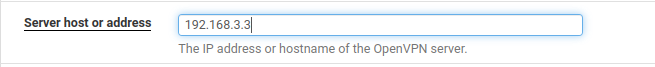 Server host or address
192.168.3.3
The IP address or hostname of the OpenVPN server.